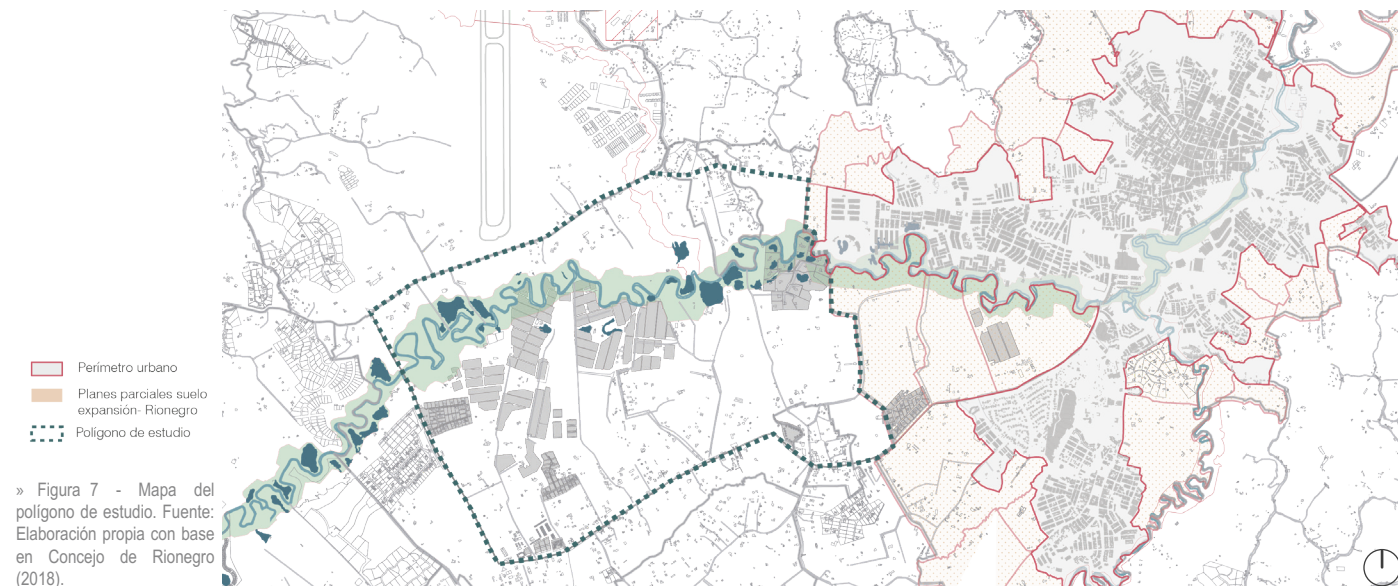 Perímetro urbano
Planes parciales suelo
expansión- Rionegro
Polígono de estudio
» Figura 7 - Mapa del
polígono de estudio. Fuente:
Elaboración propia con base
en Concejo de Rionegro
(2018).